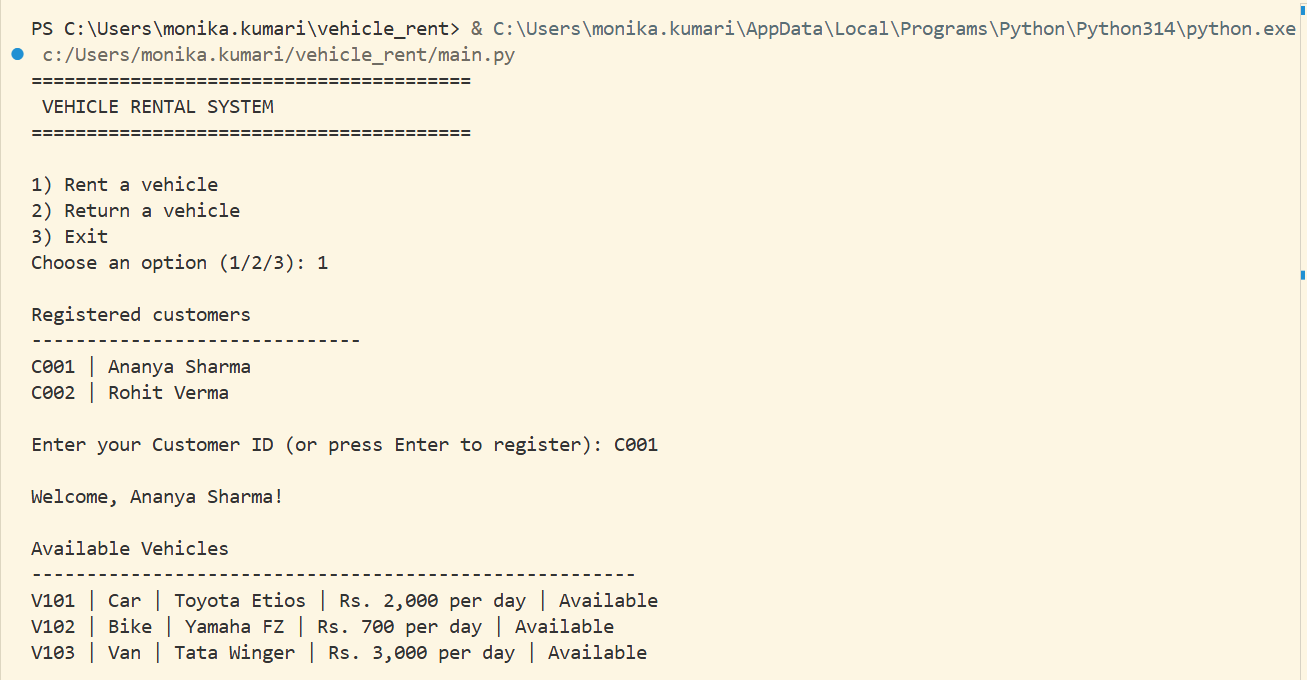 PS C:\Users\monika.kumari\vehicle_rent> & C:\Users\monika.kumari\AppData\Local\Programs\Python\Python314\python.exe
c:/Users/monika.kumari/vehicle_rent/main.py
========================================
VEHICLE RENTAL SYSTEM
========================================
1) Rent a vehicle
2) Return a vehicle
3) Exit
Choose an option (1/2/3): 1
Registered customers
------------------------------
C001 | Ananya Sharma
C002 | Rohit Verma
Enter your Customer ID (or press Enter to register): C001
Welcome, Ananya Sharma!
Available Vehicles
-------------------------------------------------------
V101 | Car | Toyota Etios | Rs. 2,000 per day | Available
V102 | Bike | Yamaha FZ | Rs. 700 per day | Available
V103 | Van | Tata Winger | Rs. 3,000 per day | Available